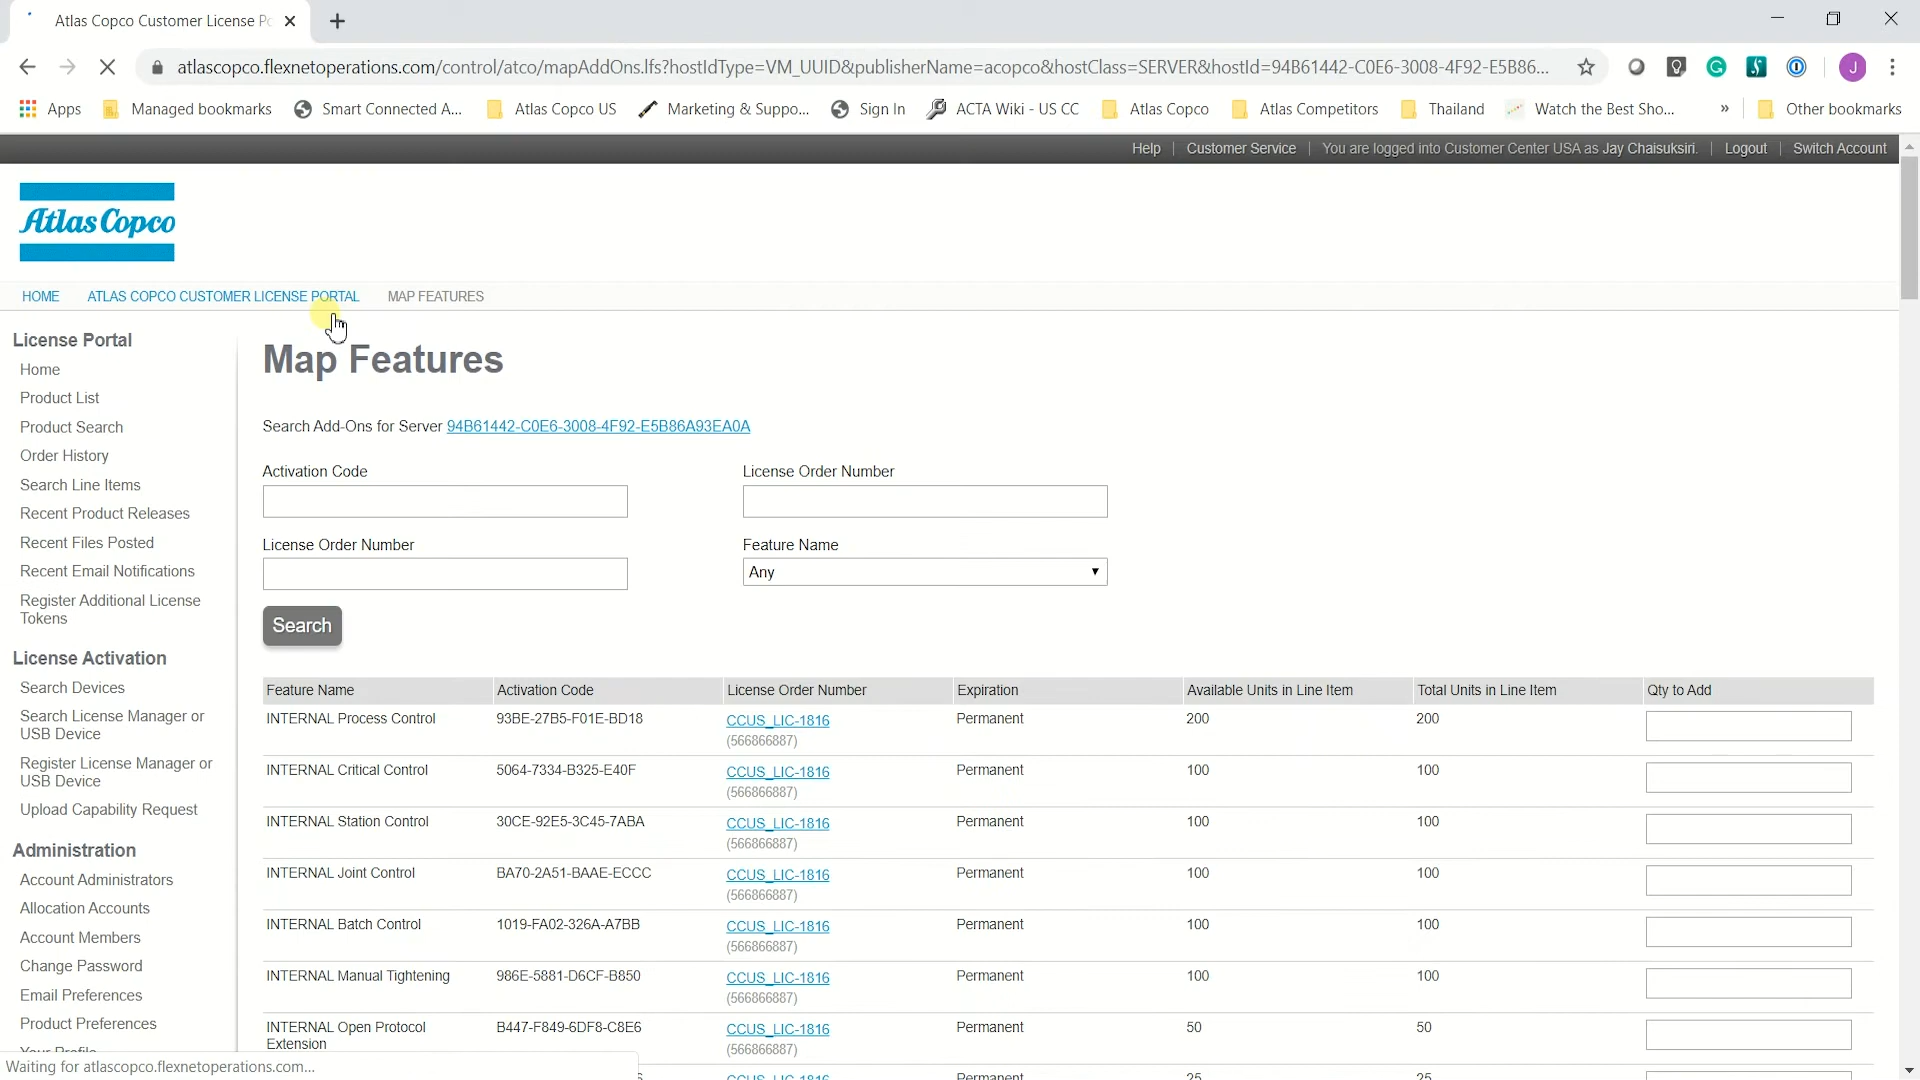 Atlas Copco Customer License Po
atlascopco.flexnetoperations.com/control/atco/mapAddOns.lfs?hostIdType=VM_UUID&publisherName=acopco&hostClass=SERVER&hostId=94B61442-C0E6-3008-4F92-E5B86...
J
Apps Managed bookmarks Smart Connected A... Atlas Copco US Marketing & Suppo... Sign In ACTA Wiki - US CC Atlas Copco Atlas Competitors Thailand Watch the Best Sho... » Other bookmarks
Help | Customer Service | You are logged into Customer Center USA as Jay Chaisuksiri. | Logout | Switch Account
Atlas Copco
HOME ATLAS COPCO CUSTOMER LICENSE PORTAL MAP FEATURES
License Portal
Home
Product List
Product Search
Order History
Search Line Items
Recent Product Releases
Recent Files Posted
Recent Email Notifications
Register Additional License
Tokens
License Activation
Search Devices
Search License Manager or
USB Device
Register License Manager or
USB Device
Upload Capability Request
Administration
Account Administrators
Allocation Accounts
Account Members
Change Password
Email Preferences
Product Preferences
Your Profile
Map Features
Search Add-Ons for Server 94B61442-C0E6-3008-4F92-E5B86A93EA0A
Activation Code License Order Number
License Order Number Feature Name
Any
Search
Feature Name Activation Code License Order Number Expiration Available Units in Line Item Total Units in Line Item Qty to Add
INTERNAL Process Control 93BE-27B5-F01E-BD18 CCUS_LIC-1816 Permanent 200 200
(566866887)
INTERNAL Critical Control 5064-7334-B325-E40F CCUS_LIC-1816 Permanent 100 100
(566866887)
INTERNAL Station Control 30CE-92E5-3C45-7ABA CCUS_LIC-1816 Permanent 100 100
(566866887)
INTERNAL Joint Control BA70-2A51-BAAE-ECCC CCUS_LIC-1816 Permanent 100 100
(566866887)
INTERNAL Batch Control 1019-FA02-326A-A7BB CCUS_LIC-1816 Permanent 100 100
(566866887)
INTERNAL Manual Tightening 986E-5881-D6CF-B850 CCUS_LIC-1816 Permanent 100 100
(566866887)
INTERNAL Open Protocol B447-F849-6DF8-C8E6 CCUS_LIC-1816 Permanent 50 50
Extension (566866887)
CCUS_LIC-1816 Permanent 25 25
Waiting for atlascopco.flexnetoperations.com...